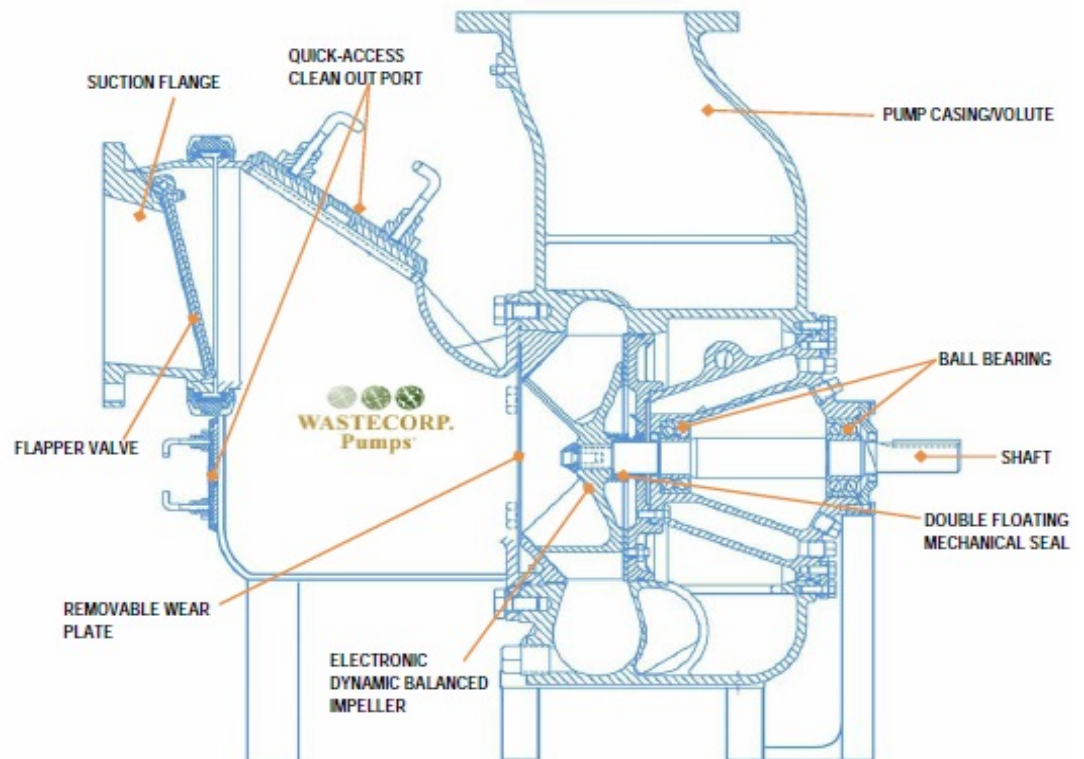 QUICK-ACCESS
CLEAN OUT PORT
SUCTION FLANGE
PUMP CASING/VOLUTE
WASTECORP.
Pumps
BALL BEARING
FLAPPER VALVE
SHAFT
DOUBLE FLOATING
MECHANICAL SEAL
REMOVABLE WEAR
PLATE
ELECTRONIC
DYNAMIC BALANCED
IMPELLER